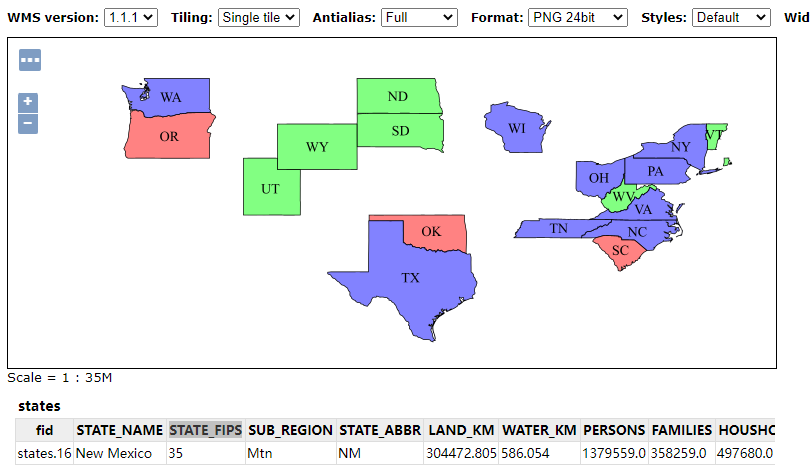 WMS version: 1.1.1 Tiling: Single tile Antialias: Full Format: PNG 24bit Styles: Default Wid
...
+
−
WA
OR
ND
SD
WY
UT
WI
OK
TX
NY
VT
OH
PA
WV
VA
TN
NC
SC
Scale = 1 : 35M
states
fid STATE_NAME STATE_FIPS SUB_REGION STATE_ABBR LAND_KM WATER_KM PERSONS FAMILIES HOUSHO
states.16 New Mexico 35 Mtn NM 304472.805 586.054 1379559.0 358259.0 497680.0